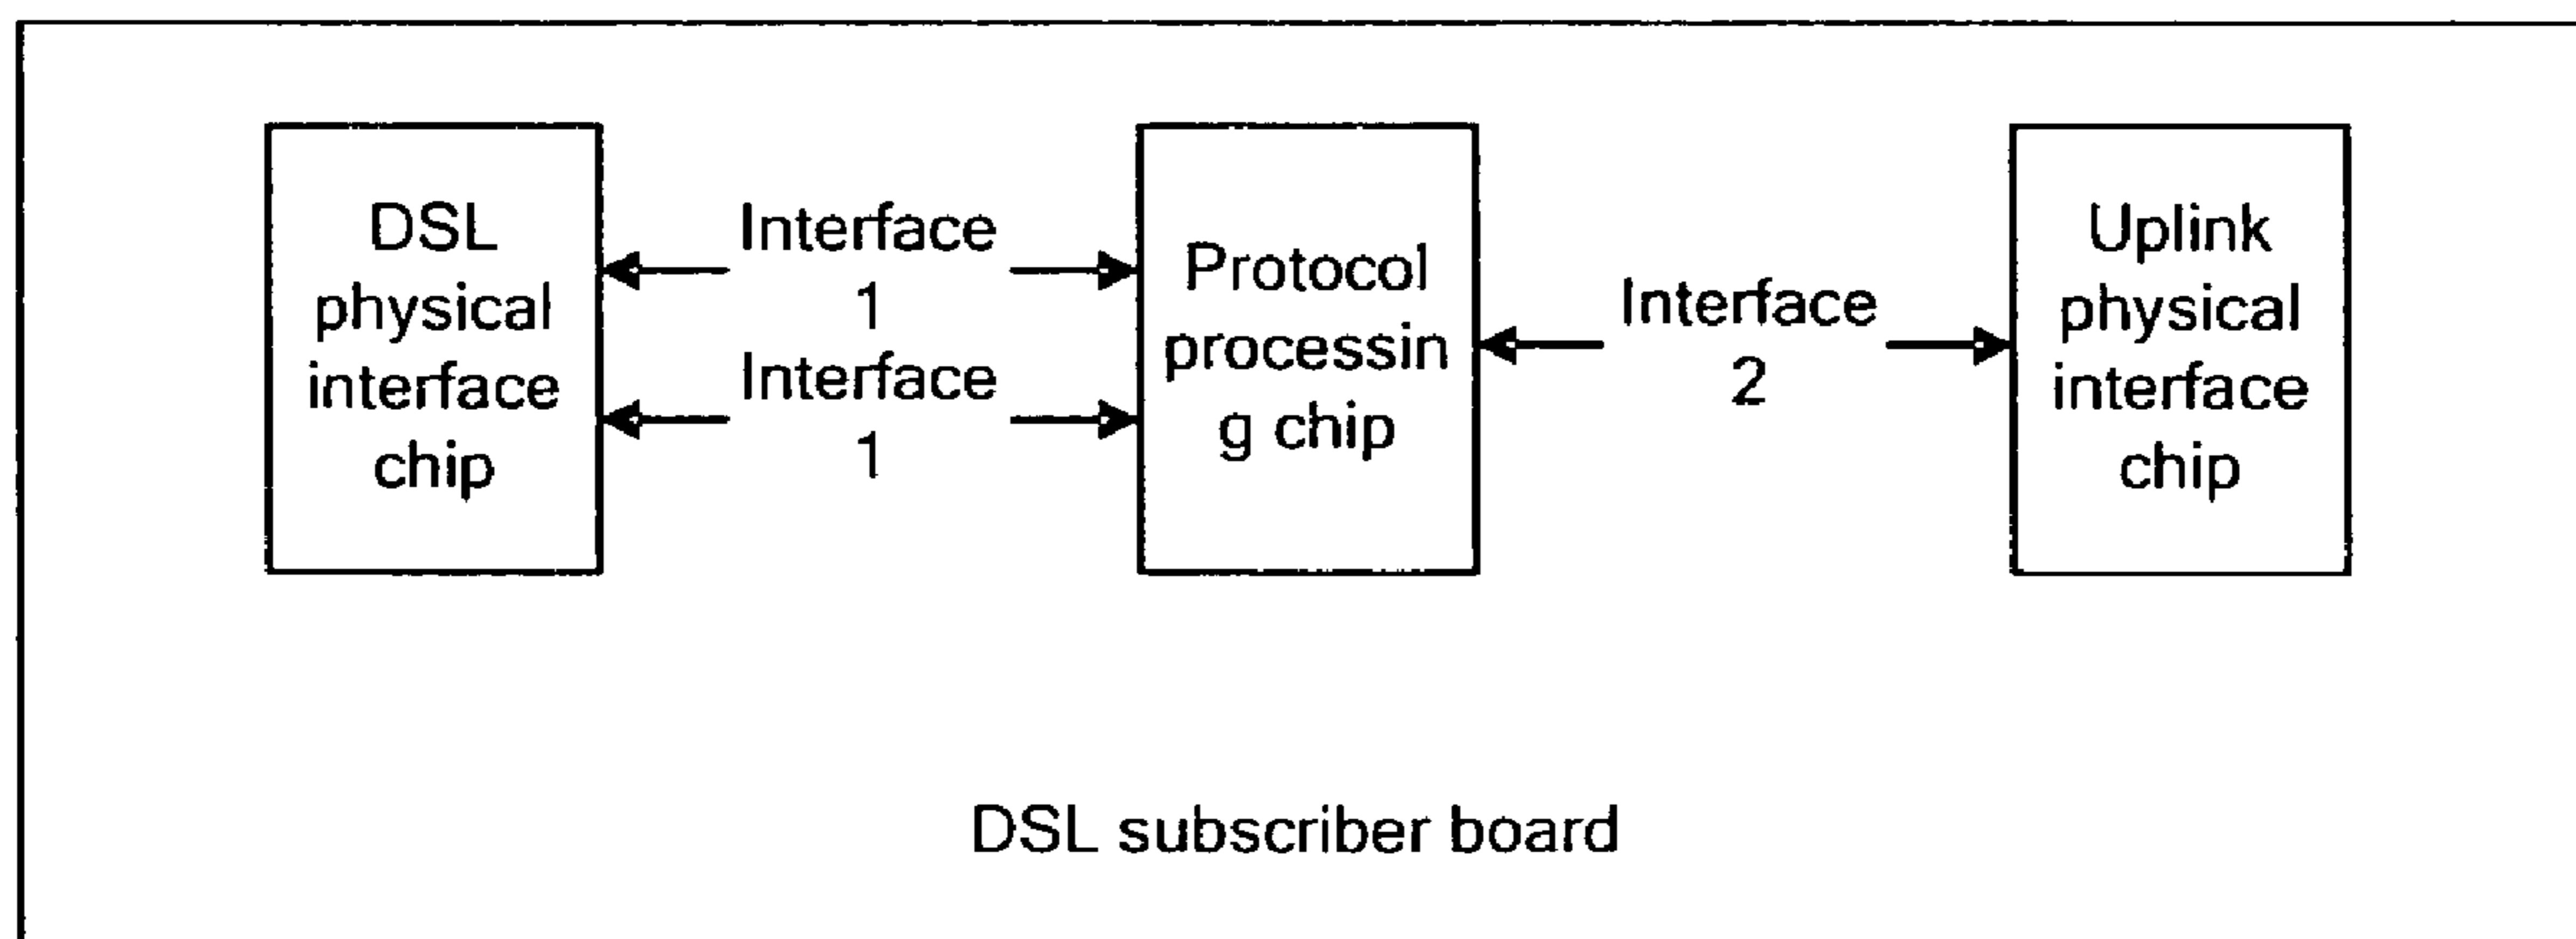 DSL
physical
interface
chip
Interface
1
Interface
1
Protocol
processin
g chip
Interface
2
Uplink
physical
interface
chip
DSL subscriber board